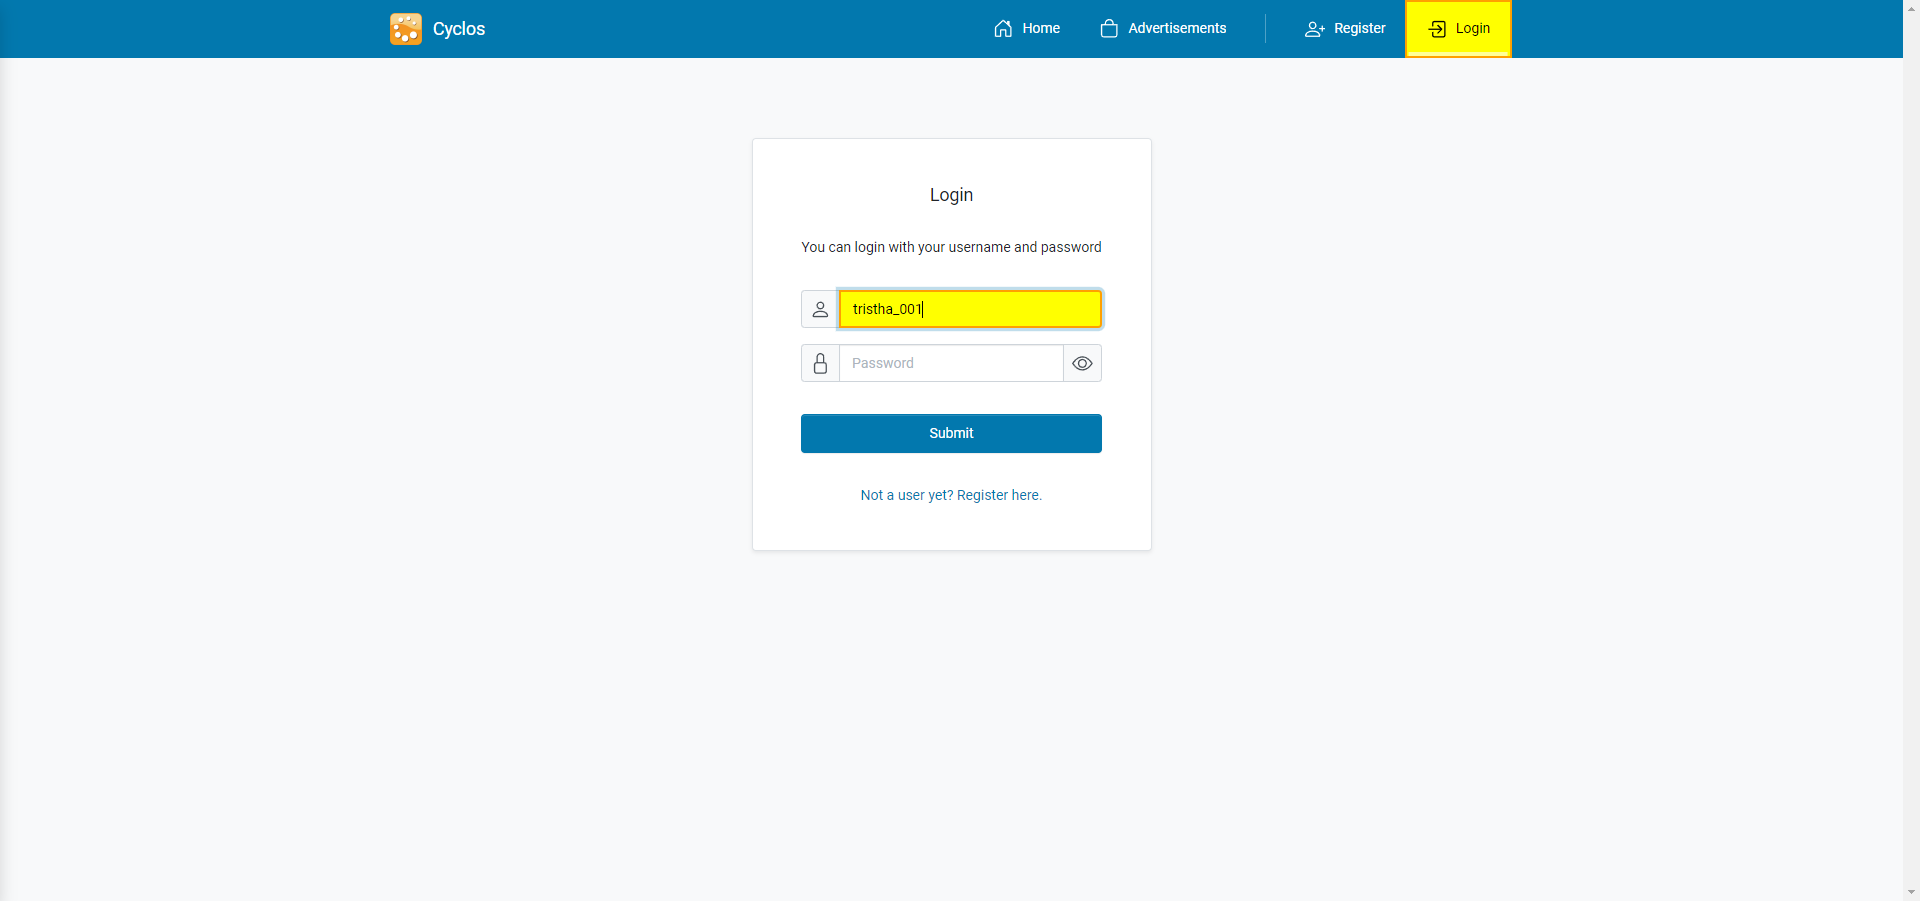 Cyclos
Home
Advertisements
Register
Login
Login
You can login with your username and password
tristha_001
Password
Submit
Not a user yet? Register here.